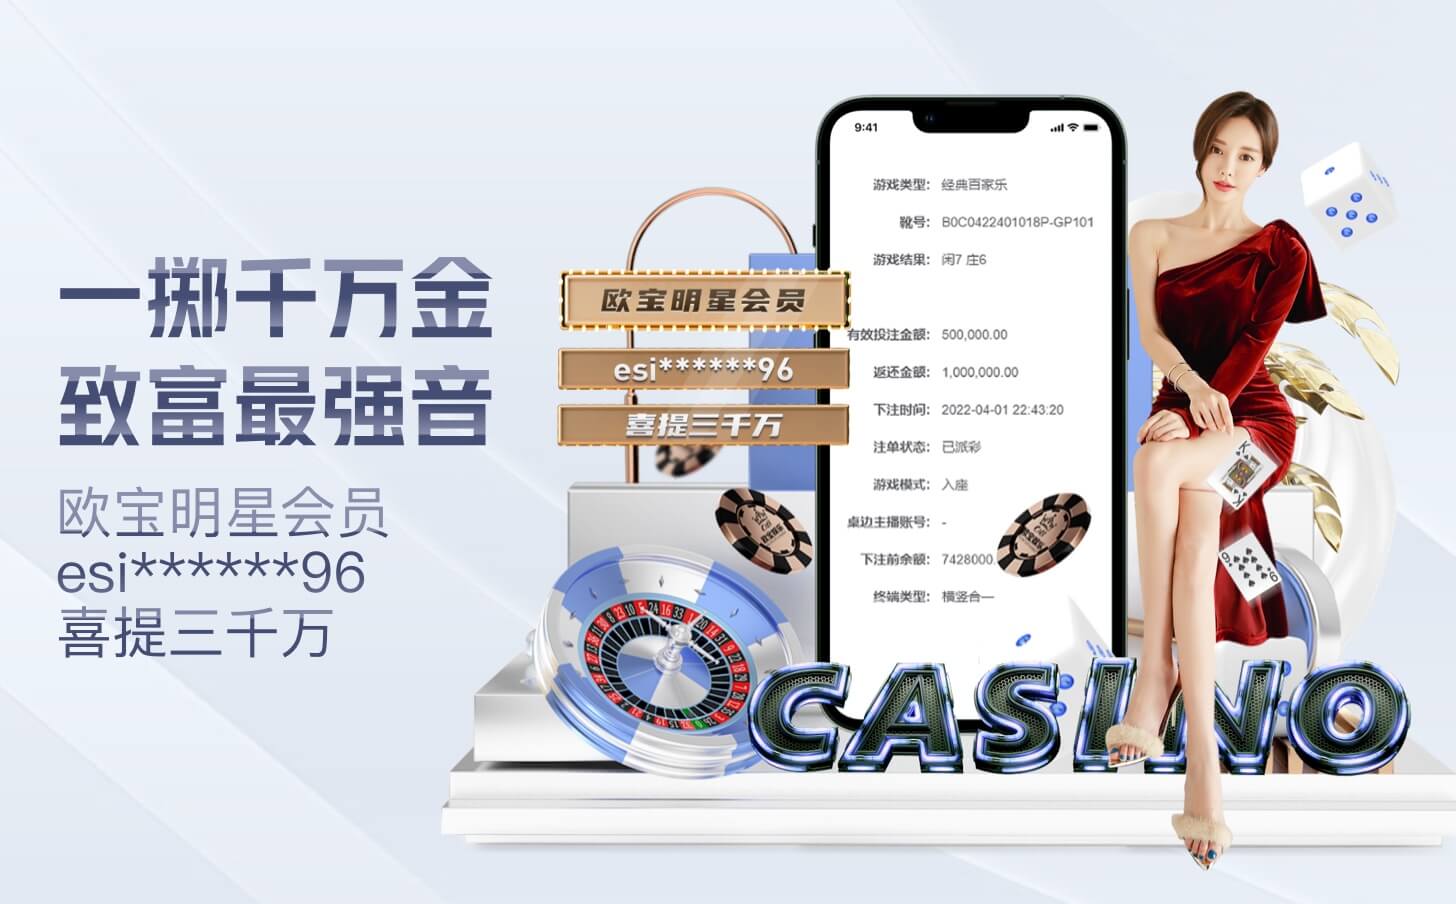 一掷千万金
致富最强音
欧宝明星会员
esi******96
喜提三千万
欧宝明星会员
esi******96
喜提三千万
9:41
游戏类型： 经典百家乐
靴号： B0C0422401018P-GP101
游戏结果： 闲7 庄6
有效投注金额： 500,000.00
返还金额： 1,000,000.00
下注时间： 2022-04-01 22:43:20
注单状态： 已派彩
游戏模式： 入座
桌边主播账号： -
下注前余额： 7428000
终端类型： 横竖合一
CASINO
K
9
9